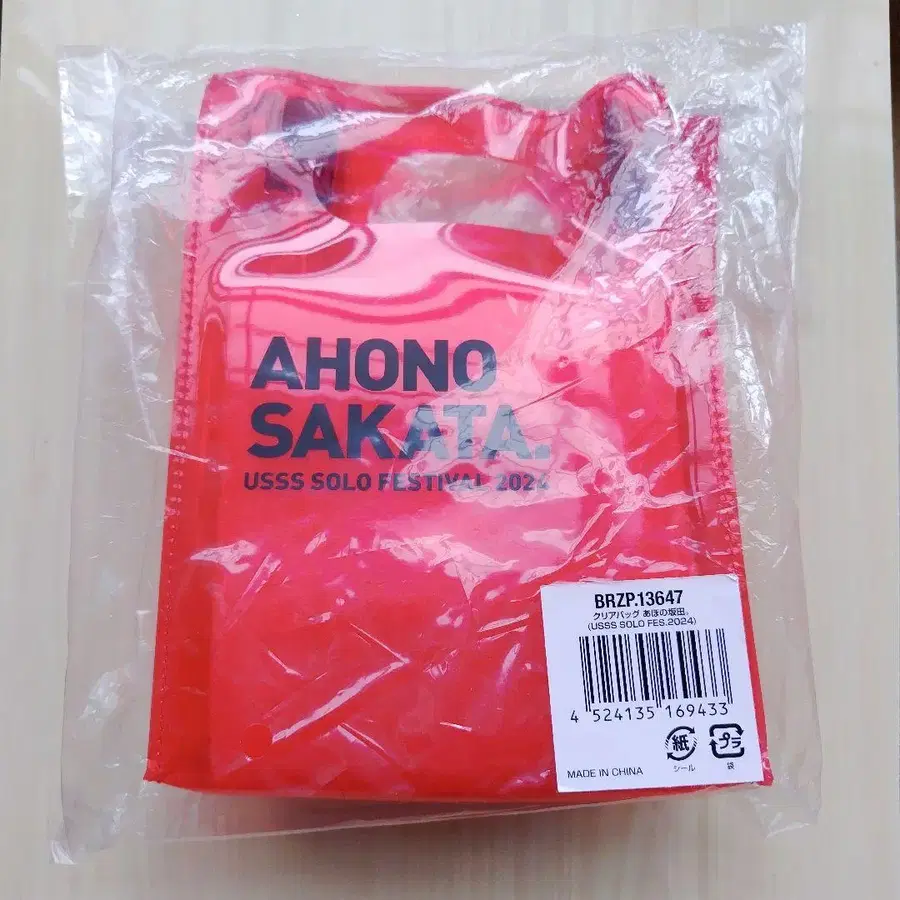 AHONO
SAKATA.
USSS SOLO FESTIVAL 2024
BRZP.13647
クリアバッグ あほの坂田。
(USSS SOLO FES.2024)
4 524135 169433
紙 プラ
シール 袋
MADE IN CHINA